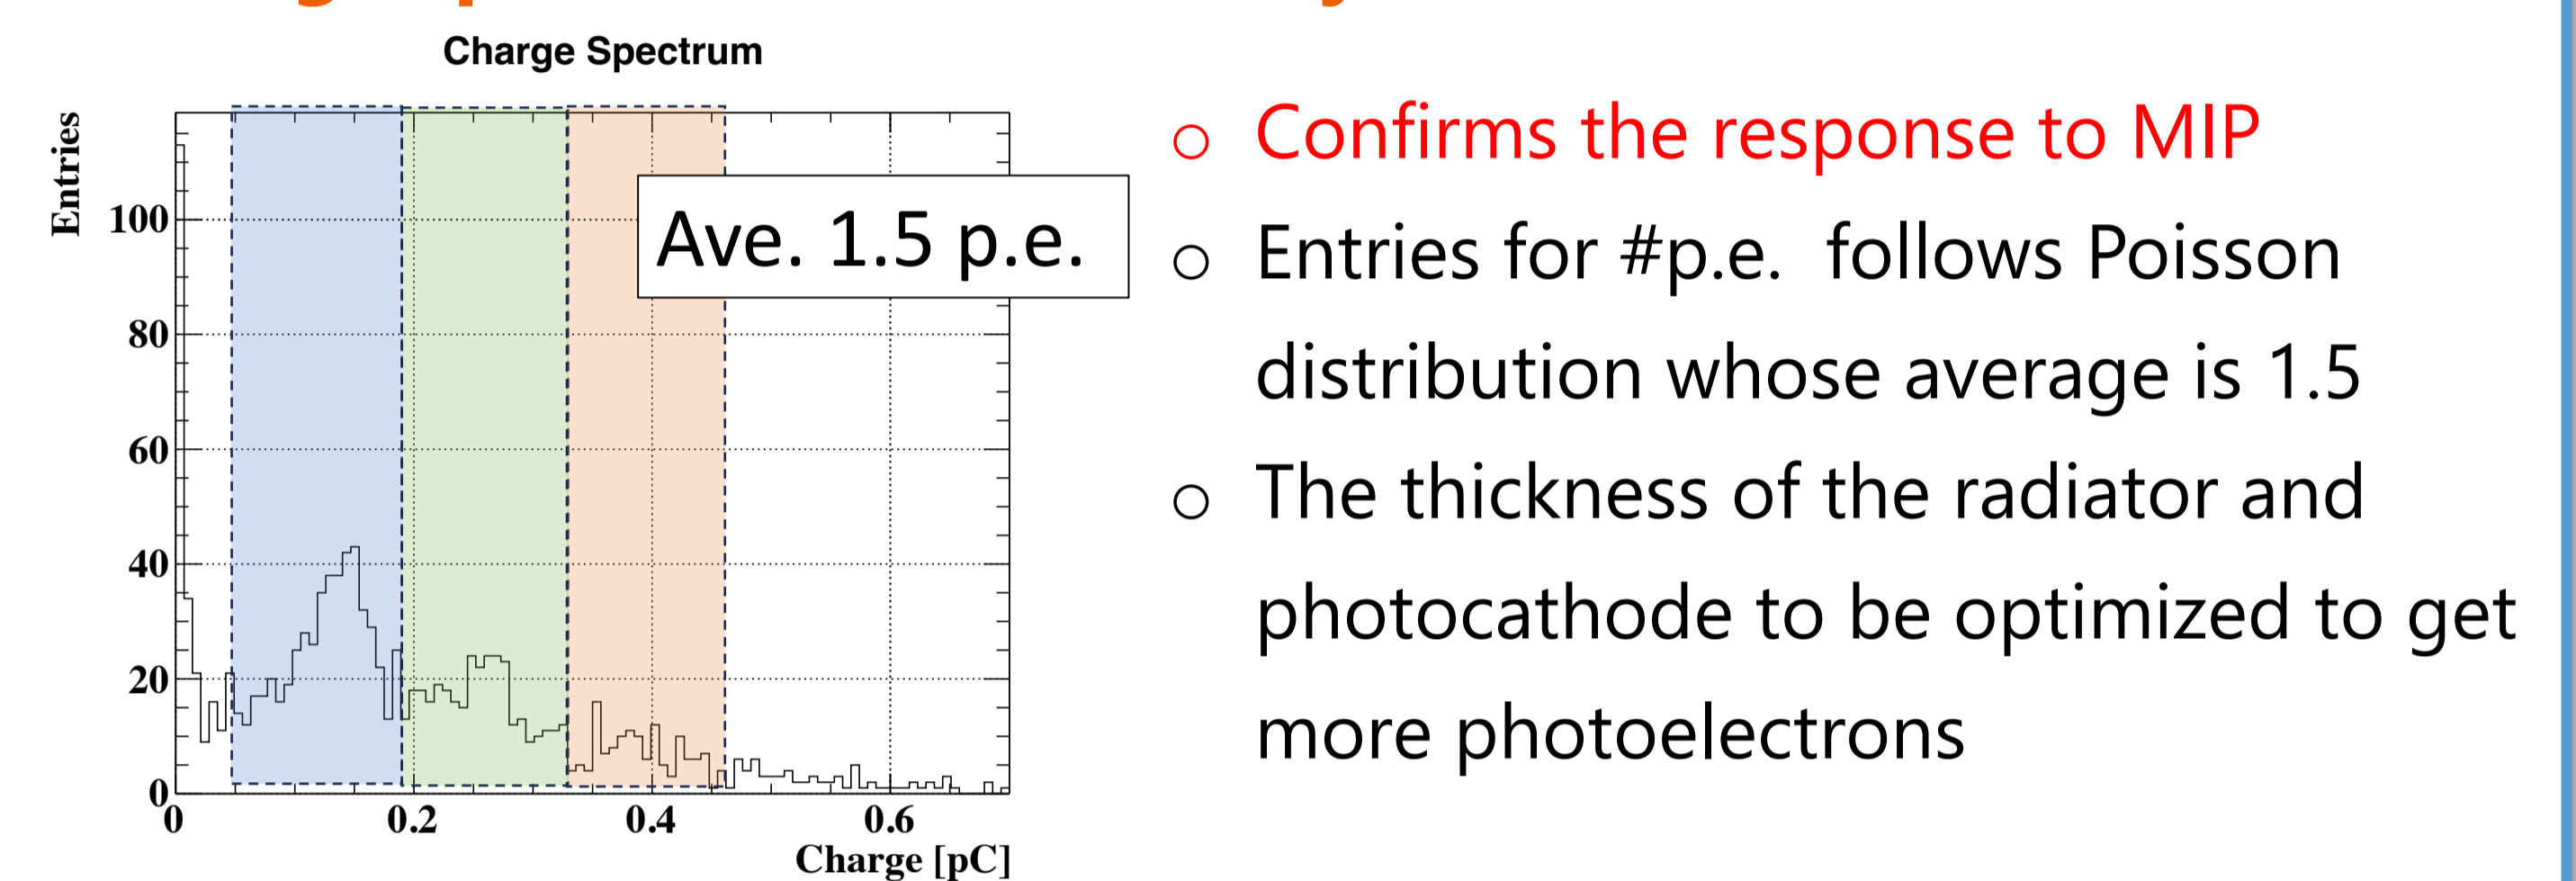 Charge Spectrum
Entries
100
80
60
40
20
0
0 0.2 0.4 0.6
Charge [pC]
Ave. 1.5 p.e.
○ Confirms the response to MIP
○ Entries for #p.e. follows Poisson
distribution whose average is 1.5
○ The thickness of the radiator and
photocathode to be optimized to get
more photoelectrons